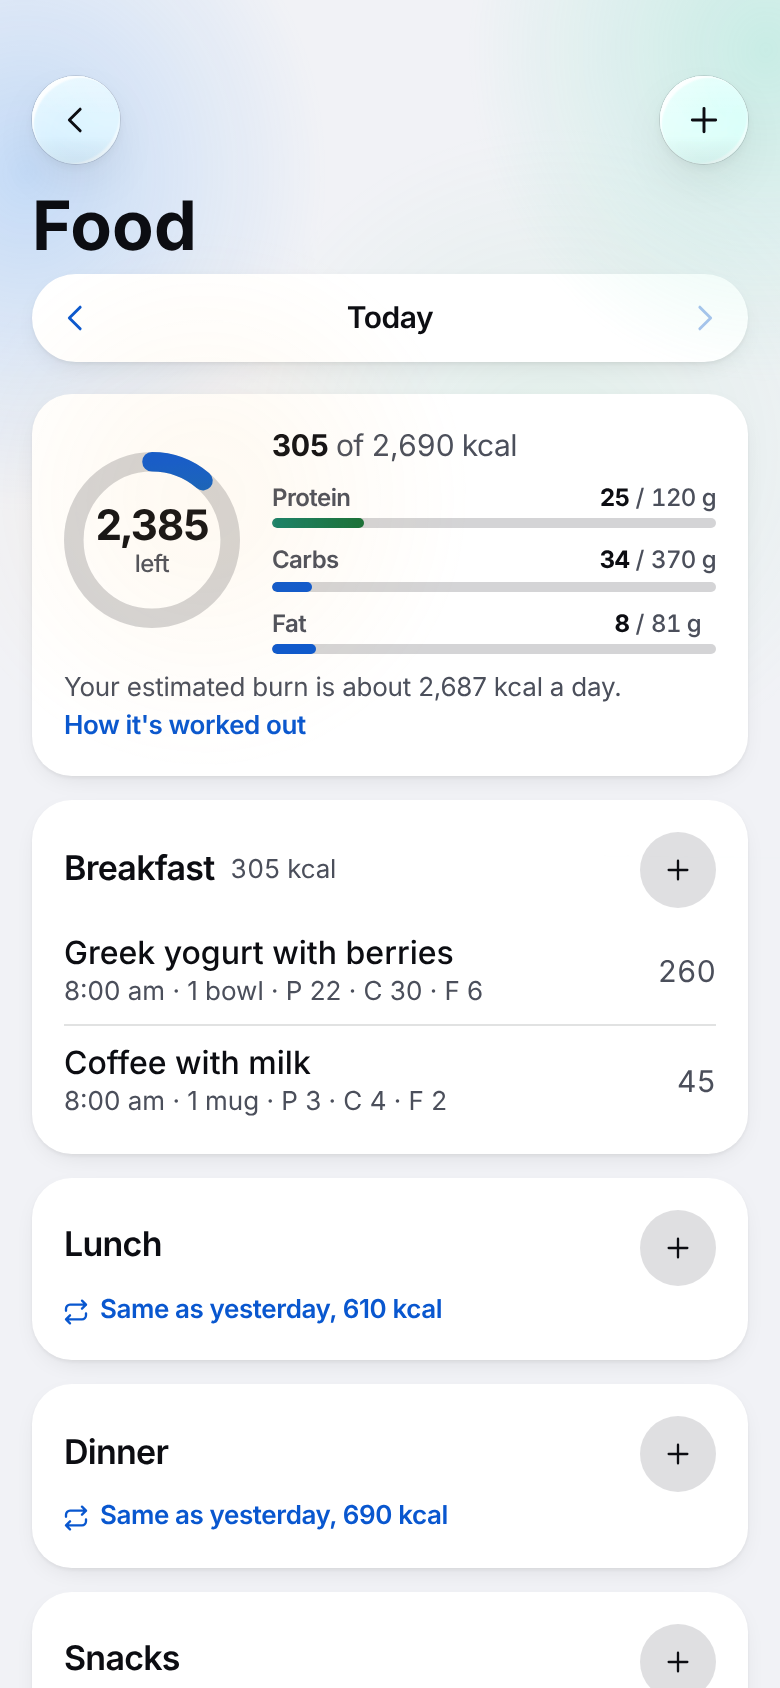 Food
Today
305 of 2,690 kcal
2,385
left
Protein 25 / 120 g
Carbs 34 / 370 g
Fat 8 / 81 g
Your estimated burn is about 2,687 kcal a day.
How it's worked out
Breakfast 305 kcal
Greek yogurt with berries
8:00 am · 1 bowl · P 22 · C 30 · F 6
260
Coffee with milk
8:00 am · 1 mug · P 3 · C 4 · F 2
45
Lunch
Same as yesterday, 610 kcal
Dinner
Same as yesterday, 690 kcal
Snacks